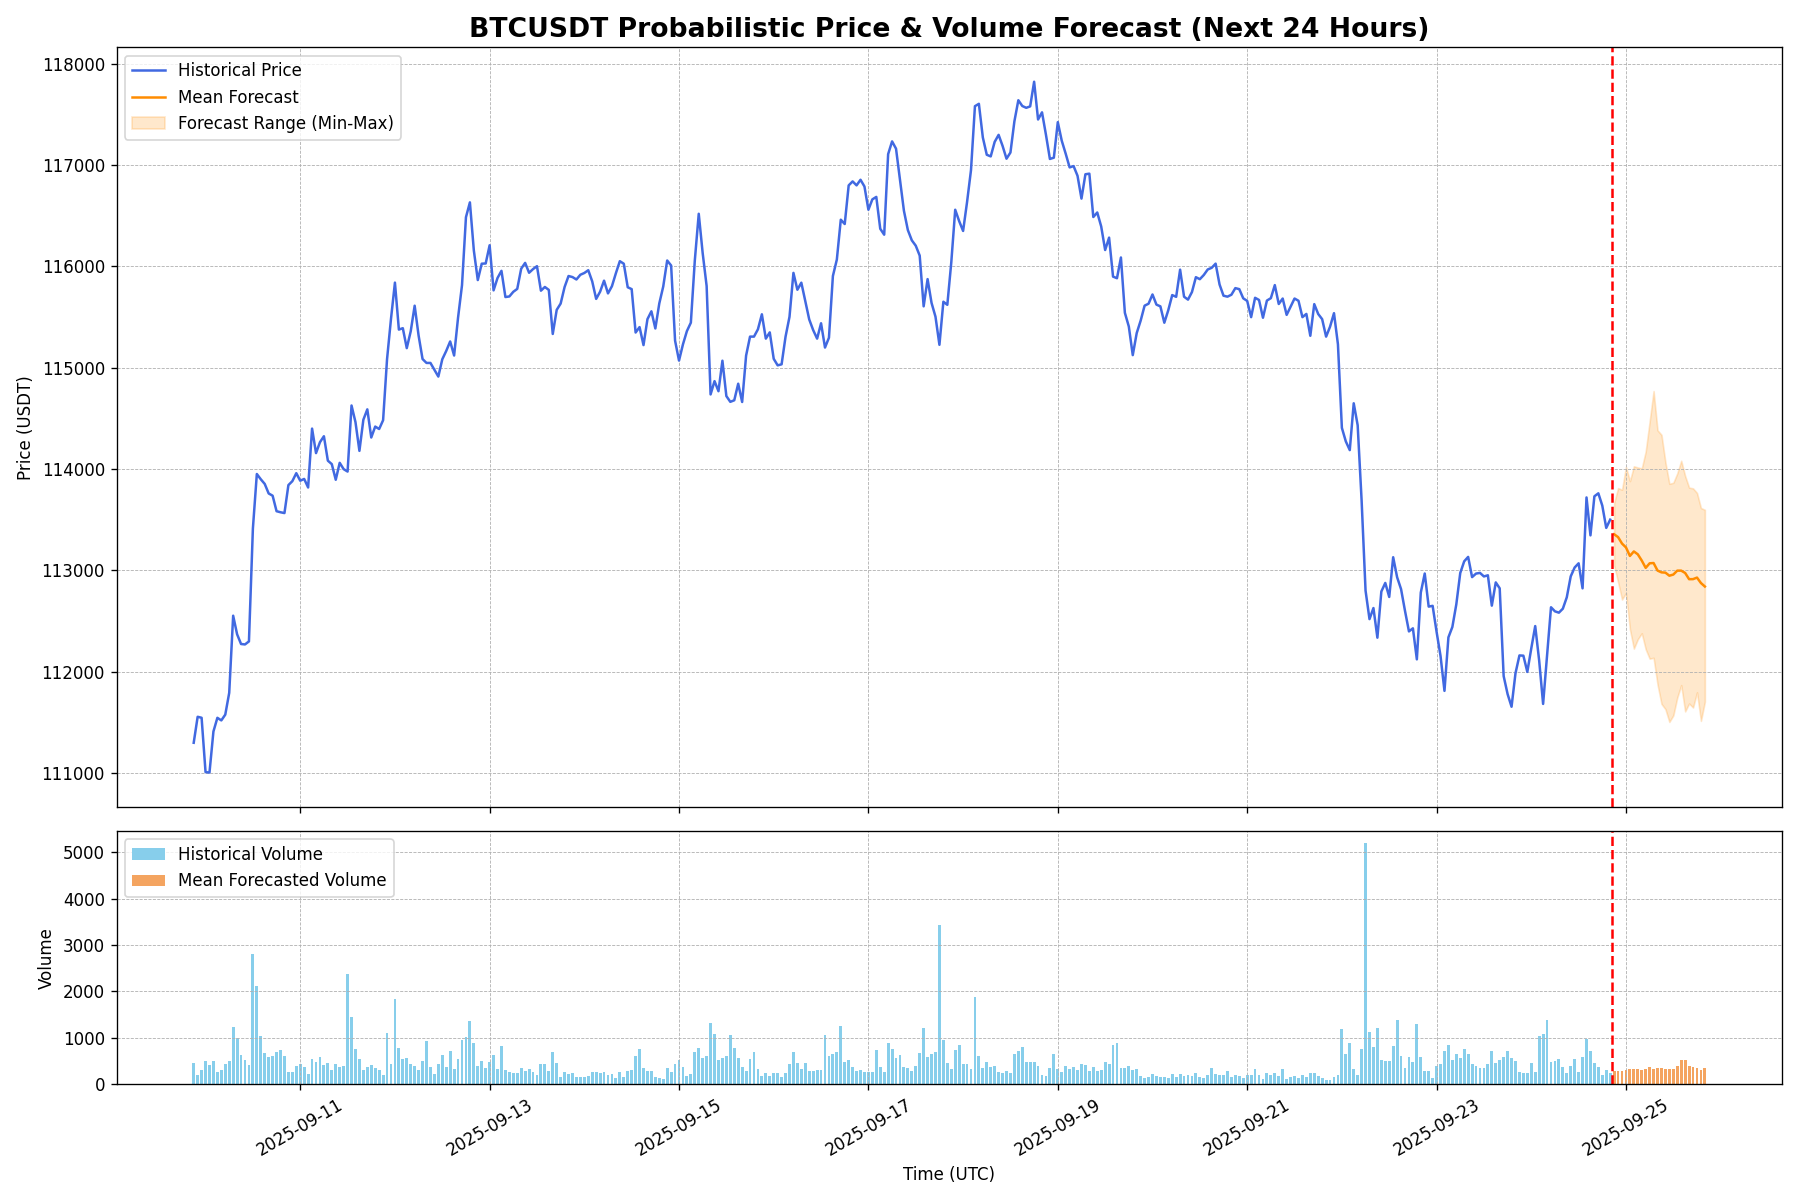 BTCUSDT Probabilistic Price & Volume Forecast (Next 24 Hours)
Historical Price
Mean Forecast
Forecast Range (Min-Max)
Price (USDT)
118000
117000
116000
115000
114000
113000
112000
111000
Historical Volume
Mean Forecasted Volume
Volume
5000
4000
3000
2000
1000
0
2025-09-11
2025-09-13
2025-09-15
2025-09-17
2025-09-19
2025-09-21
2025-09-23
2025-09-25
Time (UTC)